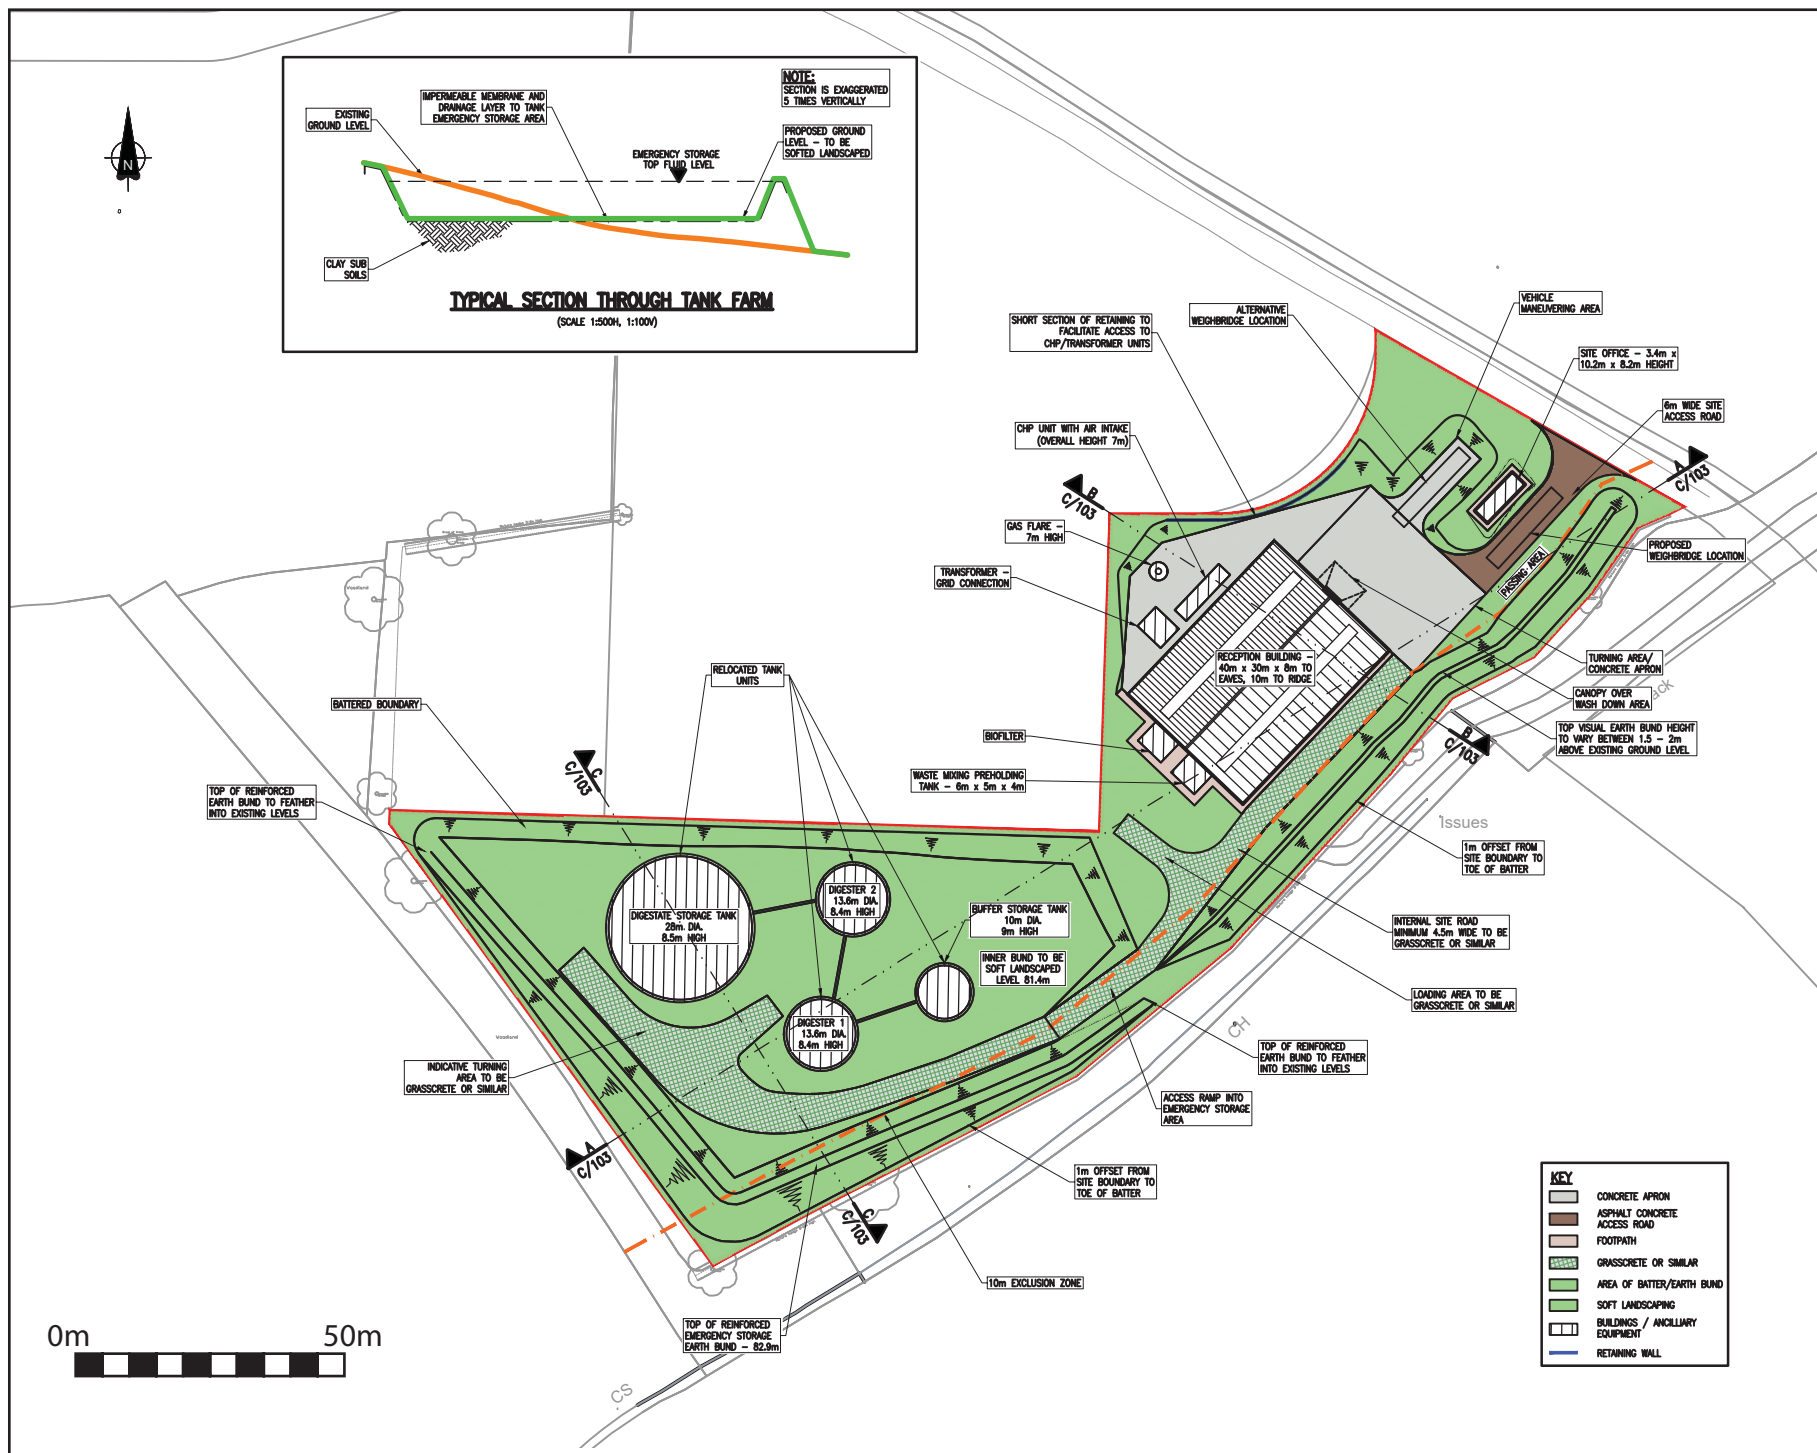 NOTE:
SECTION IS EXAGGERATED
5 TIMES VERTICALLY
IMPERMEABLE MEMBRANE AND
DRAINAGE LAYER TO TANK
EMERGENCY STORAGE AREA
EXISTING
GROUND LEVEL
PROPOSED GROUND
LEVEL – TO BE
SOFTED LANDSCAPED
EMERGENCY STORAGE
TOP FLUID LEVEL
CLAY SUB
SOILS
TYPICAL SECTION THROUGH TANK FARM
(SCALE 1:500H, 1:100V)
N
VEHICLE
MANEUVERING AREA
ALTERNATIVE
WEIGHBRIDGE LOCATION
SHORT SECTION OF RETAINING TO
FACILITATE ACCESS TO
CHP/TRANSFORMER UNITS
SITE OFFICE – 3.4m x
10.2m x 8.2m HEIGHT
6m WIDE SITE
ACCESS ROAD
CHP UNIT WITH AIR INTAKE
(OVERALL HEIGHT 7m)
A
C/103
B
C/103
GAS FLARE –
7m HIGH
PROPOSED
WEIGHBRIDGE LOCATION
PASSING AREA
TRANSFORMER –
GRID CONNECTION
RECEPTION BUILDING –
40m x 30m x 8m TO
EAVES, 10m TO RIDGE
TURNING AREA/
CONCRETE APRON
CANOPY OVER
WASH DOWN AREA
TOP VISUAL EARTH BUND HEIGHT
TO VARY BETWEEN 1.5 – 2m
ABOVE EXISTING GROUND LEVEL
B
C/103
RELOCATED TANK
UNITS
BATTERED BOUNDARY
BIOFILTER
WASTE MIXING PREHOLDING
TANK – 6m x 5m x 4m
C
C/103
TOP OF REINFORCED
EARTH BUND TO FEATHER
INTO EXISTING LEVELS
Issues
1m OFFSET FROM
SITE BOUNDARY TO
TOE OF BATTER
DIGESTATE STORAGE TANK
28m DIA.
8.5m HIGH
DIGESTER 2
13.6m DIA.
8.4m HIGH
BUFFER STORAGE TANK
10m DIA.
9m HIGH
INNER BUND TO BE
SOFT LANDSCAPED
LEVEL 81.4m
INTERNAL SITE ROAD
MINIMUM 4.5m WIDE TO BE
GRASSCRETE OR SIMILAR
LOADING AREA TO BE
GRASSCRETE OR SIMILAR
DIGESTER 1
13.6m DIA.
8.4m HIGH
CH
INDICATIVE TURNING
AREA TO BE
GRASSCRETE OR SIMILAR
TOP OF REINFORCED
EARTH BUND TO FEATHER
INTO EXISTING LEVELS
ACCESS RAMP INTO
EMERGENCY STORAGE
AREA
A
C/103
1m OFFSET FROM
SITE BOUNDARY TO
TOE OF BATTER
C
C/103
10m EXCLUSION ZONE
TOP OF REINFORCED
EMERGENCY STORAGE
EARTH BUND – 82.9m
CS
0m 50m
KEY
CONCRETE APRON
ASPHALT CONCRETE
ACCESS ROAD
FOOTPATH
GRASSCRETE OR SIMILAR
AREA OF BATTER/EARTH BUND
SOFT LANDSCAPING
BUILDINGS / ANCILLIARY
EQUIPMENT
RETAINING WALL